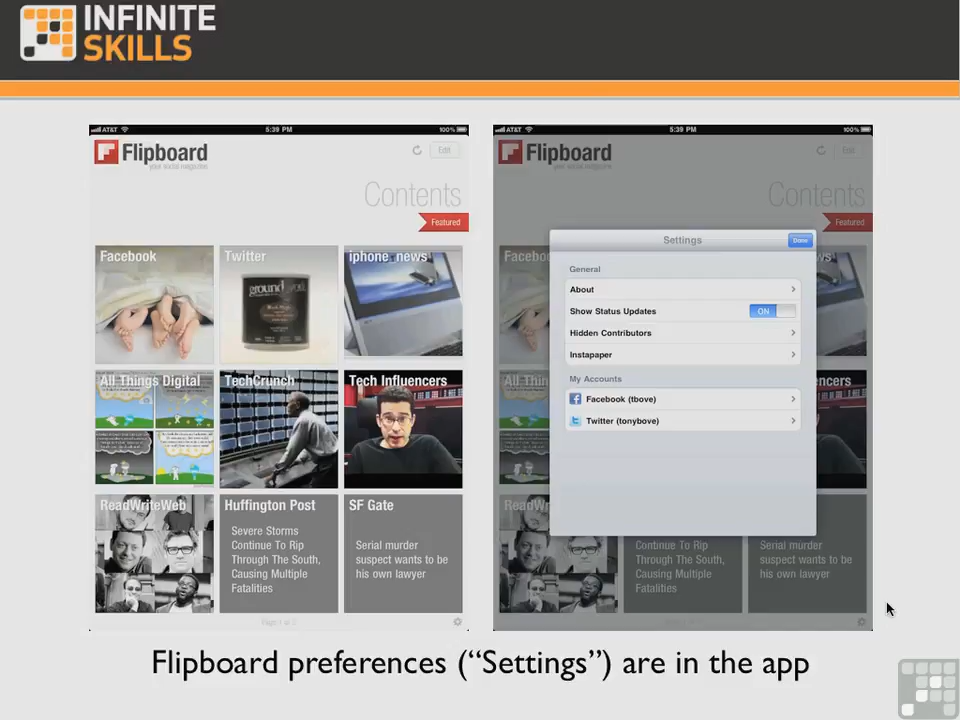 INFINITE
SKILLS
AT&T 5:39 PM 100%
Flipboard
your social magazine
Edit
Contents
Featured
Facebook
Twitter
iphone_news
All Things Digital
TechCrunch
Tech Influencers
ReadWriteWeb
Huffington Post
Severe Storms
Continue To Rip
Through The South,
Causing Multiple
Fatalities
SF Gate
Serial murder
suspect wants to be
his own lawyer
AT&T 5:39 PM 100%
Flipboard
your social magazine
Edit
Contents
Featured
Settings
Done
General
About
Show Status Updates
ON
Hidden Contributors
Instapaper
My Accounts
Facebook (tbove)
Twitter (tonybove)
Continue To Rip
Through The South,
Causing Multiple
Fatalities
Serial murder
suspect wants to be
his own lawyer
Flipboard preferences (“Settings”) are in the app